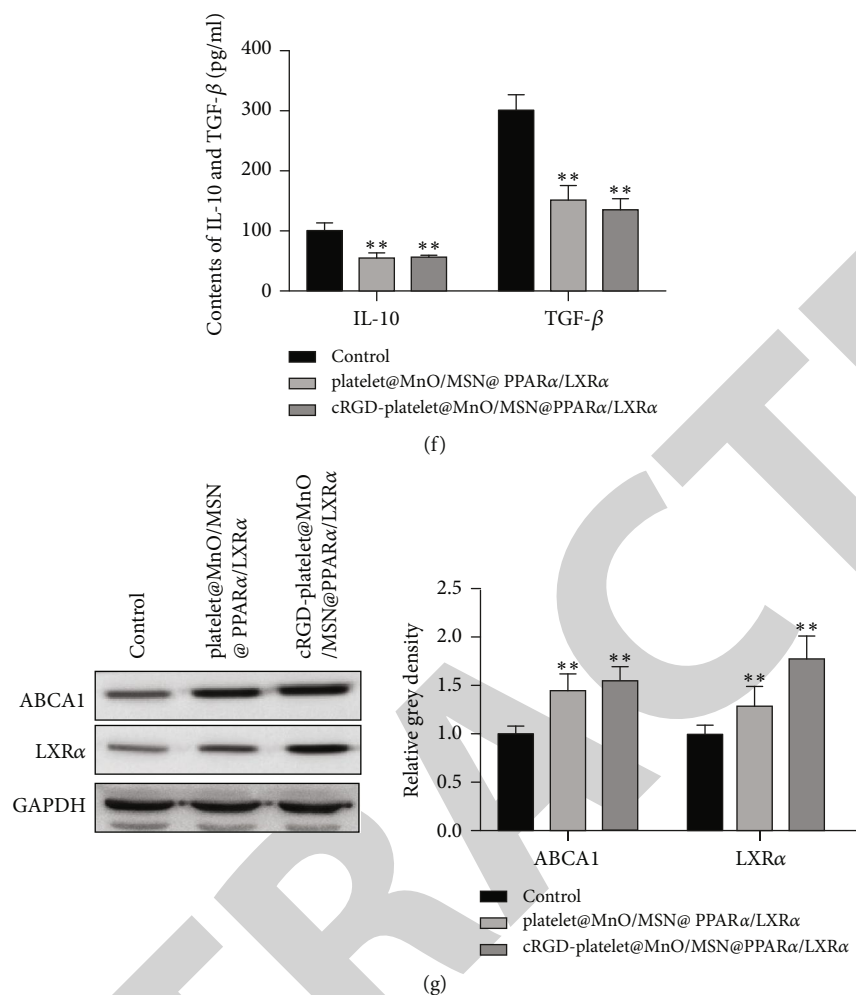 400
300
200
100
0
Contents of IL-10 and TGF-β (pg/ml)
**
**
**
**
IL-10
TGF-β
Control
platelet@MnO/MSN@ PPARα/LXRα
cRGD-platelet@MnO/MSN@PPARα/LXRα
(f)
Control
platelet@MnO/MSN
@ PPARα/LXRα
cRGD-platelet@MnO
/MSN@PPARα/LXRα
ABCA1
LXRα
GAPDH
2.5
2.0
1.5
1.0
0.5
0.0
Relative grey density
**
**
**
**
ABCA1
LXRα
Control
platelet@MnO/MSN@ PPARα/LXRα
cRGD-platelet@MnO/MSN@PPARα/LXRα
(g)
TRACT